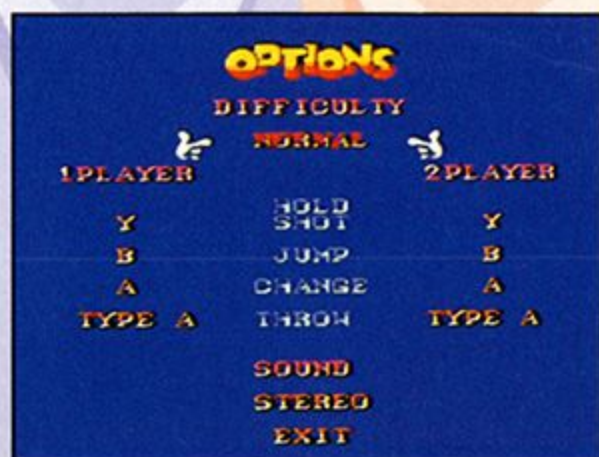 OPTIONS
DIFFICULTY
NORMAL
1PLAYER 2PLAYER
Y HOLD SHOT Y
B JUMP B
A CHANGE A
TYPE A THROW TYPE A
SOUND
STEREO
EXIT